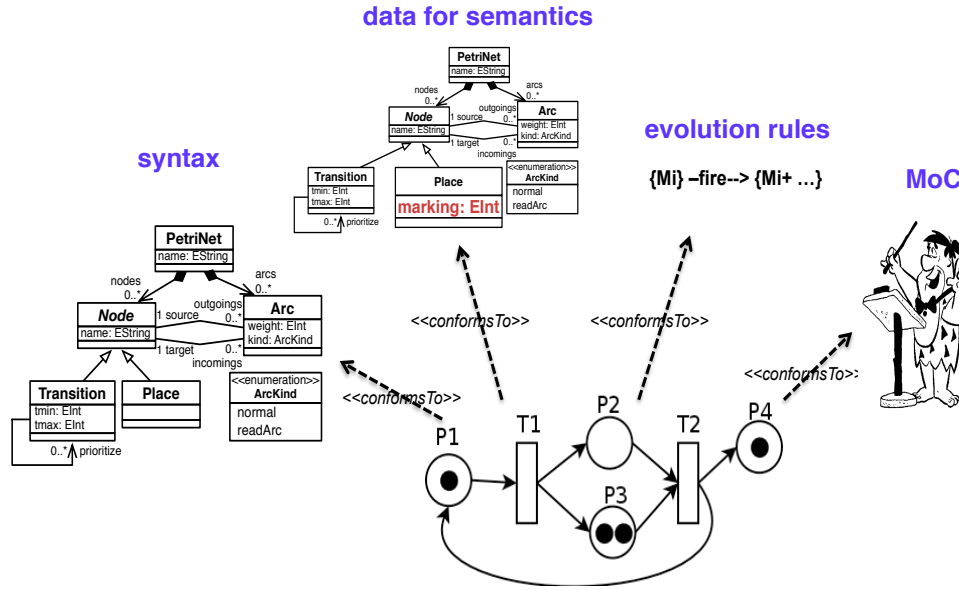 data for semantics
PetriNet
name: EString
nodes
0..*
arcs
0..*
Node
name: EString
1 source
outgoings
0..*
1 target
0..*
incomings
Arc
weight: EInt
kind: ArcKind
Transition
tmin: EInt
tmax: EInt
0..*
prioritize
Place
marking: EInt
<<enumeration>>
ArcKind
normal
readArc
evolution rules
{Mi} –fire--> {Mi+ …}
MoC
syntax
PetriNet
name: EString
nodes
0..*
arcs
0..*
Node
name: EString
1 source
outgoings
0..*
1 target
0..*
incomings
Arc
weight: EInt
kind: ArcKind
Transition
tmin: EInt
tmax: EInt
0..*
prioritize
Place
<<enumeration>>
ArcKind
normal
readArc
<<conformsTo>>
<<conformsTo>>
<<conformsTo>>
<<conformsTo>>
P1
T1
P2
P3
T2
P4